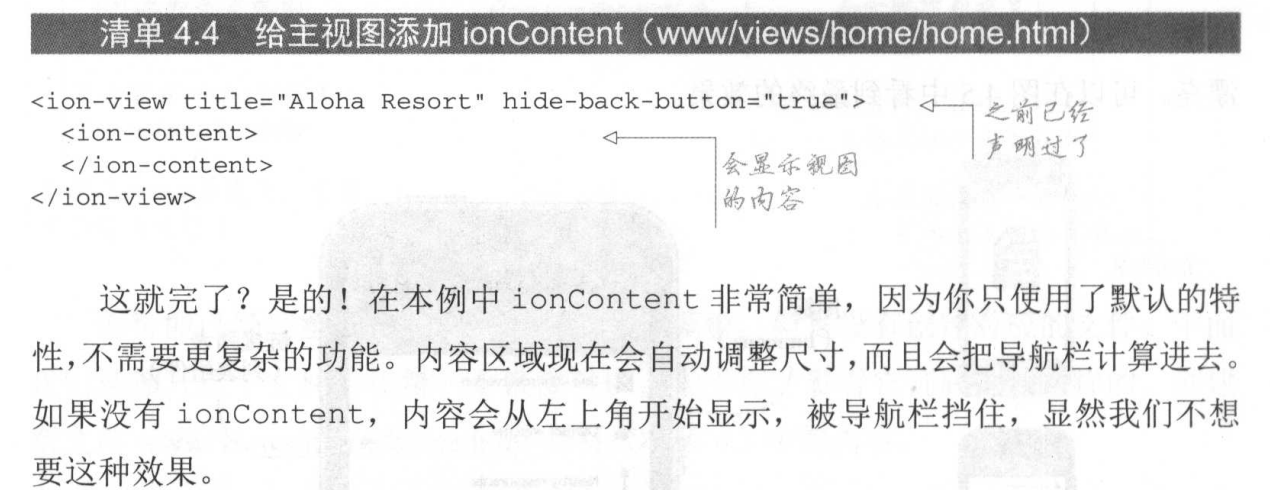 清单 4.4 给主视图添加 ionContent（www/views/home/home.html）
<ion-view title="Aloha Resort" hide-back-button="true">
之前已经
声明过了
<ion-content>
</ion-content>
会显示视图
的内容
</ion-view>
这就完了？是的！在本例中 ionContent 非常简单，因为你只使用了默认的特
性，不需要更复杂的功能。内容区域现在会自动调整尺寸，而且会把导航栏计算进去。
如果没有 ionContent，内容会从左上角开始显示，被导航栏挡住，显然我们不想
要这种效果。